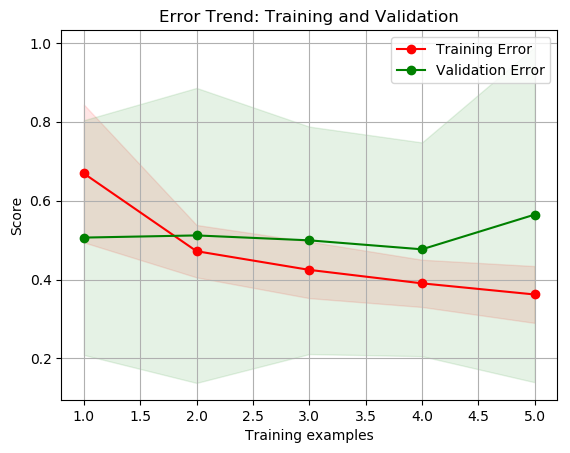 Error Trend: Training and Validation
Training Error
Validation Error
Score
1.0
0.8
0.6
0.4
0.2
1.0 1.5 2.0 2.5 3.0 3.5 4.0 4.5 5.0
Training examples